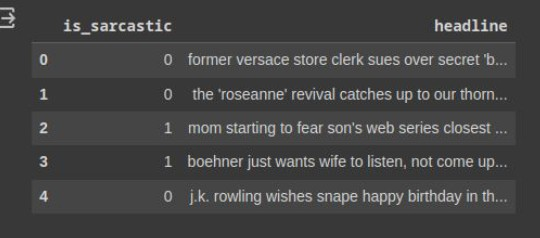 is_sarcastic headline
0 0 former versace store clerk sues over secret 'b...
1 0 the 'roseanne' revival catches up to our thorn...
2 1 mom starting to fear son's web series closest ...
3 1 boehner just wants wife to listen, not come up...
4 0 j.k. rowling wishes snape happy birthday in th...